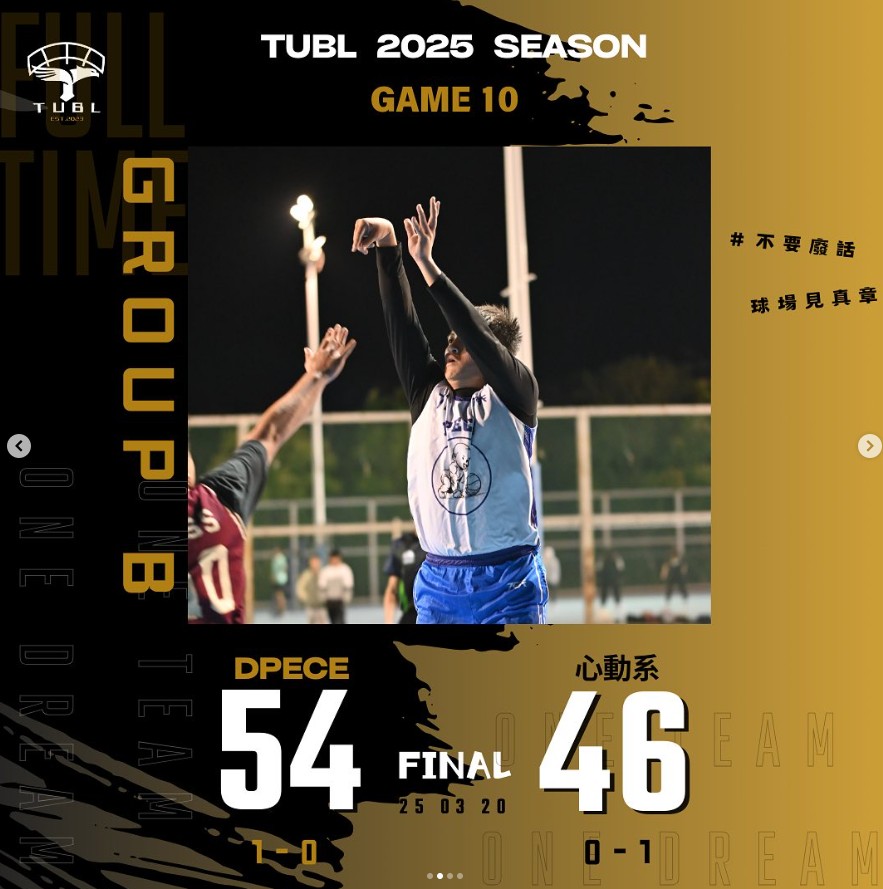 FULL
TIME
TUBL
EST.2023
TUBL 2025 SEASON
GAME 10
GROUP B
# 不要廢話
球場見真章
ONE DREAM
ONE TEAM
DPECE
心動系
54
FINAL
46
25 03 20
1-0
0-1
ONE DREAM
ONE DREAM